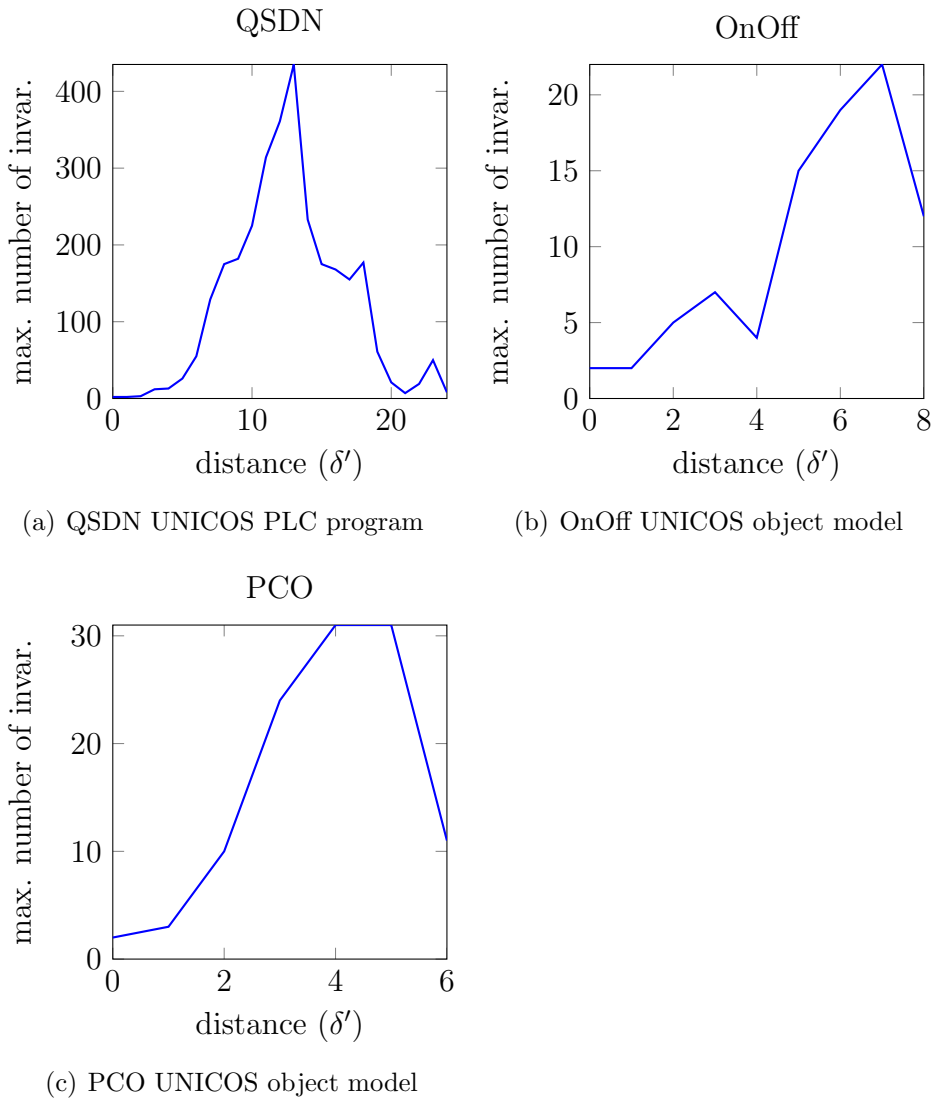 QSDN
max. number of invar.
400
300
200
100
0
0 10 20
distance (δ′)
(a) QSDN UNICOS PLC program
OnOff
max. number of invar.
20
15
10
5
0
0 2 4 6 8
distance (δ′)
(b) OnOff UNICOS object model
PCO
max. number of invar.
30
20
10
0
0 2 4 6
distance (δ′)
(c) PCO UNICOS object model